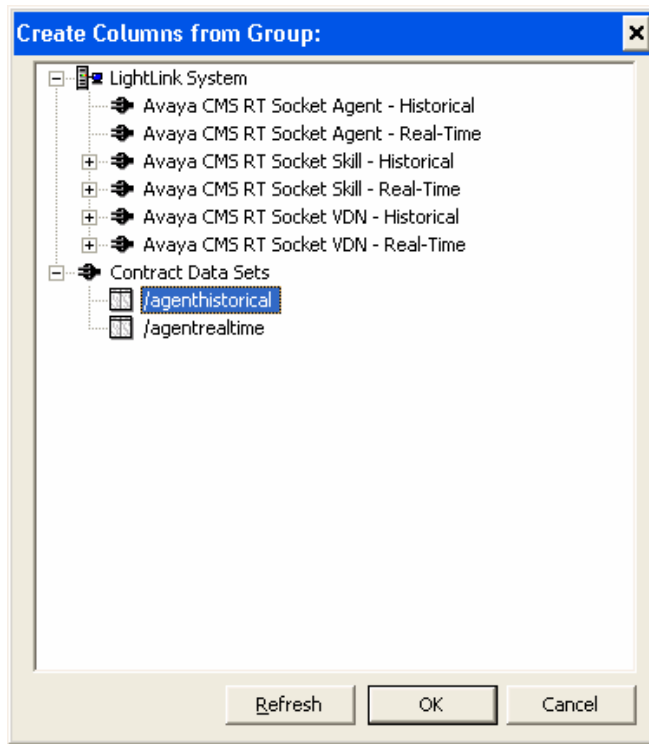 Create Columns from Group:
LightLink System
Avaya CMS RT Socket Agent - Historical
Avaya CMS RT Socket Agent - Real-Time
Avaya CMS RT Socket Skill - Historical
Avaya CMS RT Socket Skill - Real-Time
Avaya CMS RT Socket VDN - Historical
Avaya CMS RT Socket VDN - Real-Time
Contract Data Sets
/agenthistorical
/agentrealtime
Refresh OK Cancel